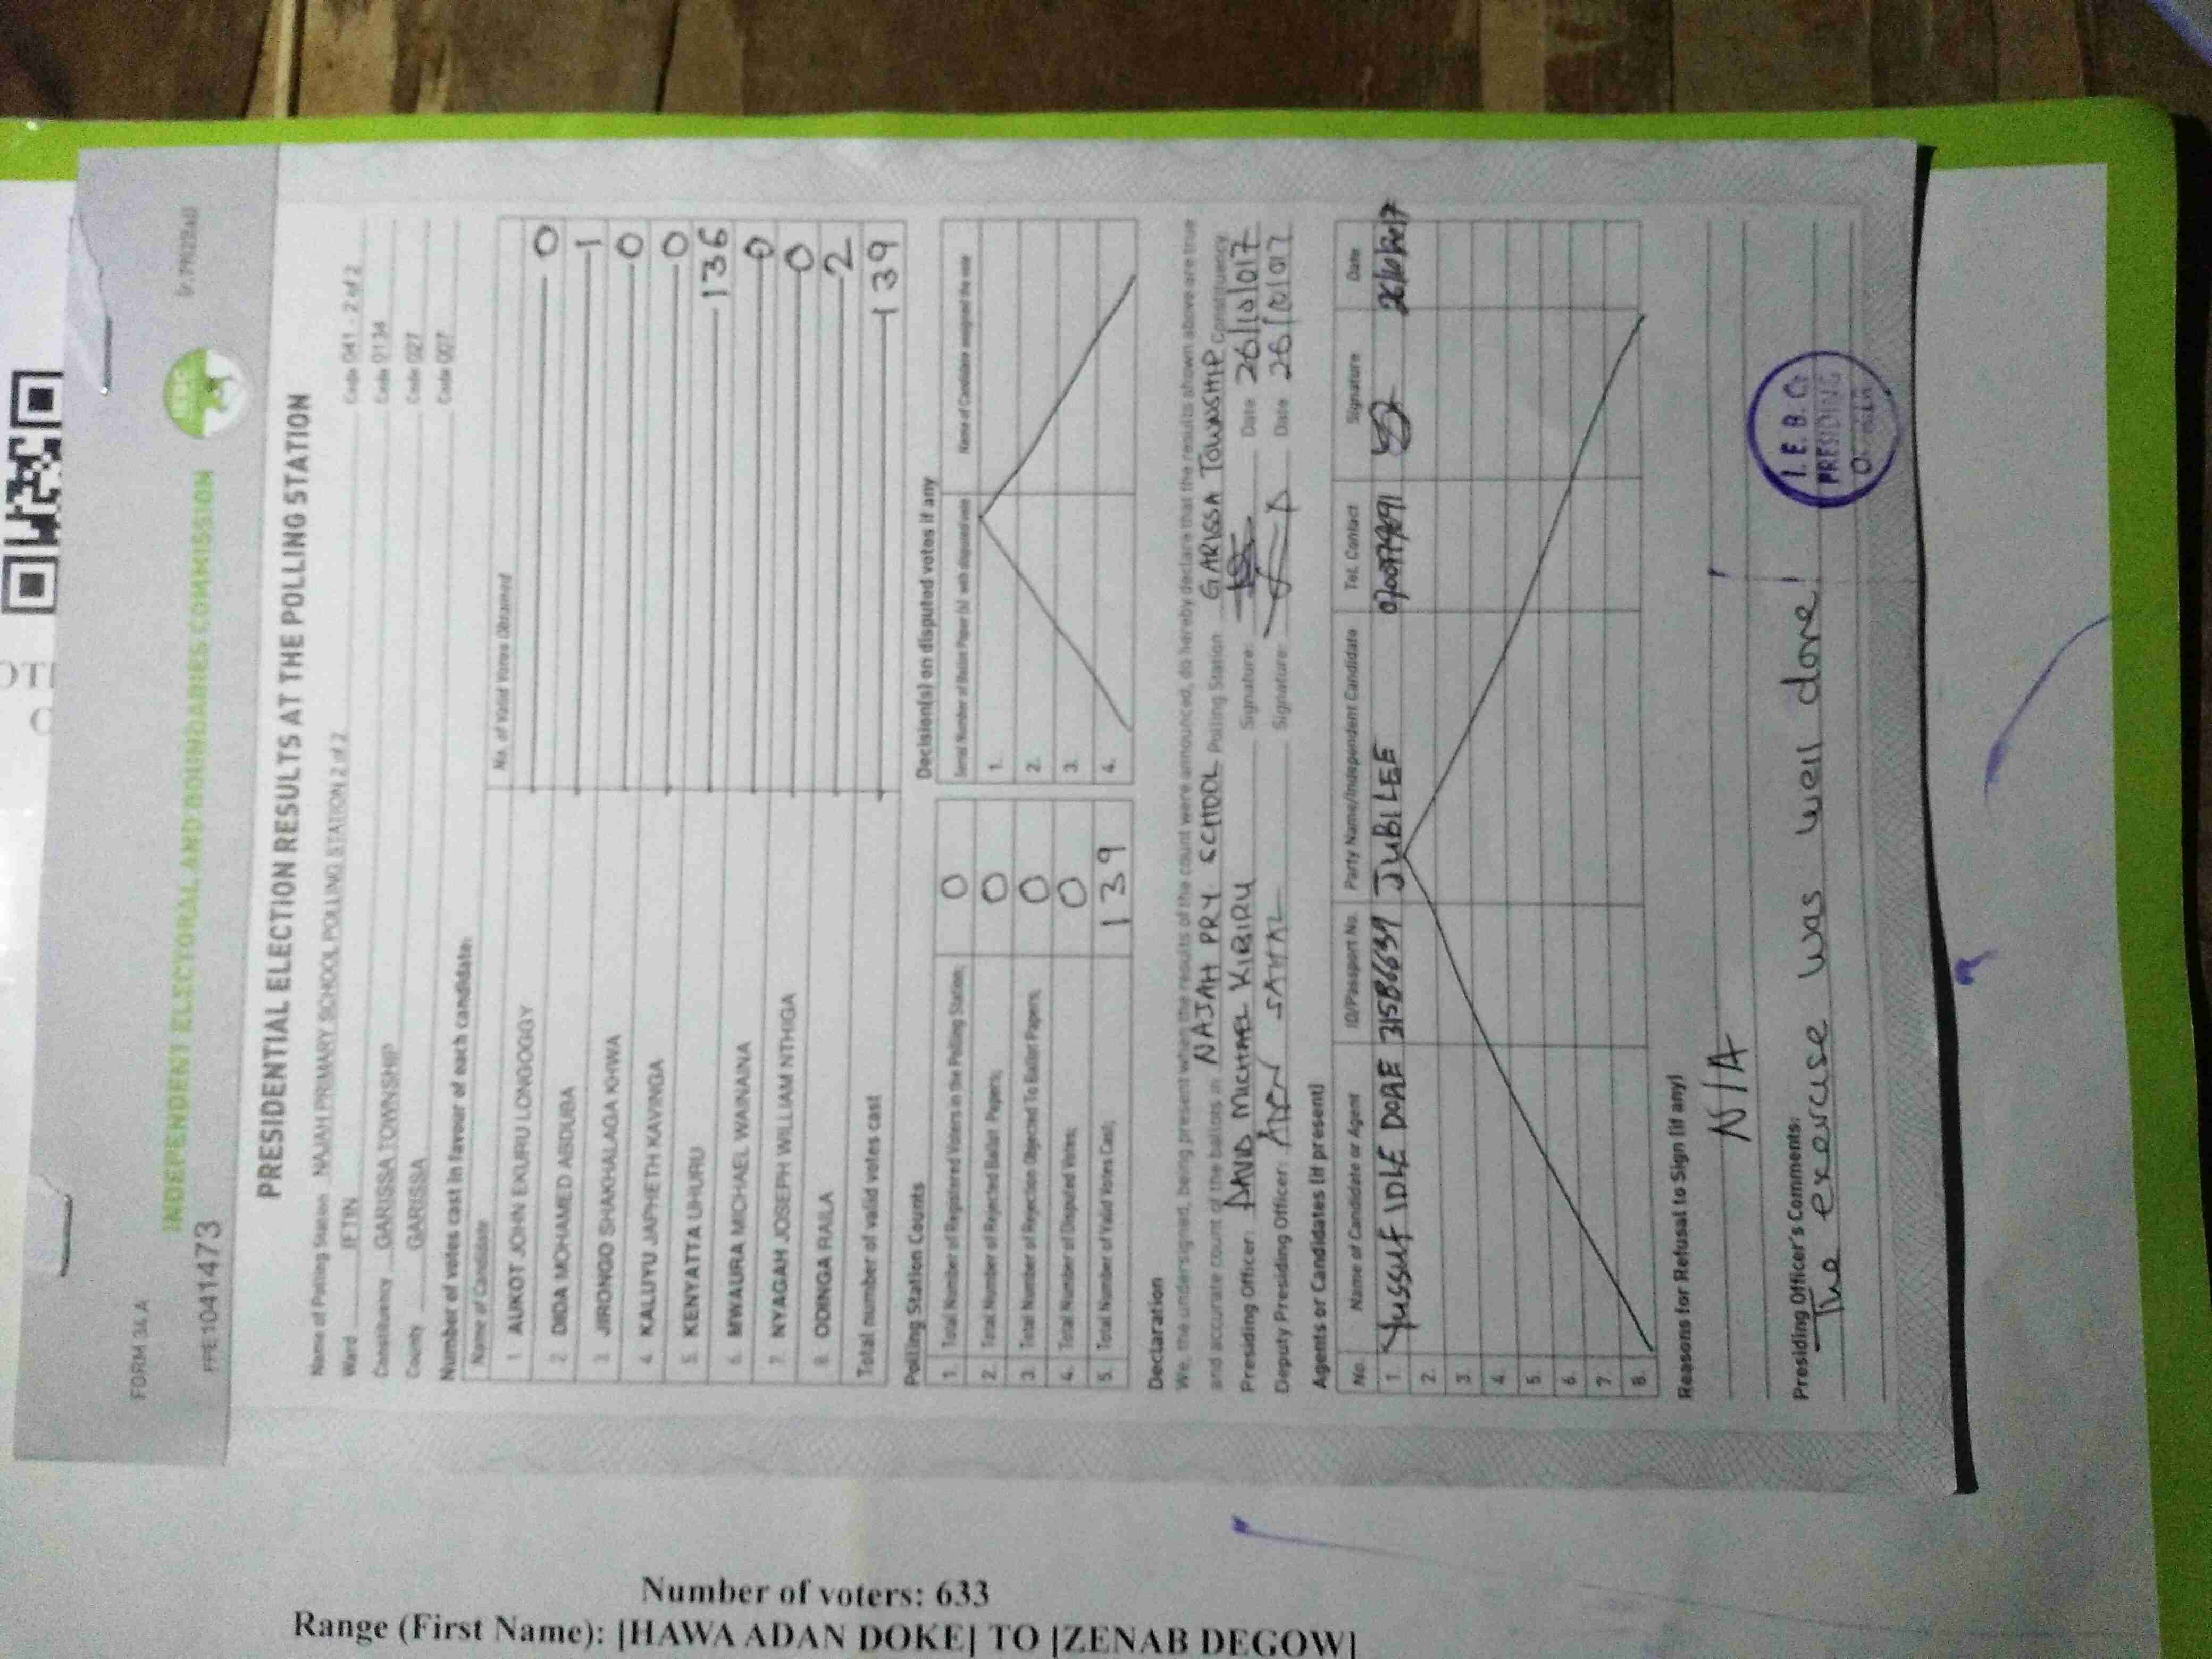 FORM 34A
PPE10411473
INDEPENDENT ELECTORAL AND BOUNDARIES COMMISSION
PRESIDENTIAL ELECTION RESULTS AT THE POLLING STATION
Name of Polling Station NAJAH PRIMARY SCHOOL POLLING STATION 2 of 2 Code 041 - 2 of 2
Ward IFTIN Code 0134
Constituency GARISSA TOWNSHIP Code 027
County GARISSA Code 007
Number of votes cast in favour of each candidate:
Name of Candidate No. of Valid Votes Obtained
1. AUKOT JOHN EKURU LONGOGGY 0
2. DIDA MOHAMED ABDUBA 1
3. JIRONGO SHAKHALAGA KHWA 0
4. KALUYU JAPHETH KAVINGA 0
5. KENYATTA UHURU 136
6. MWAURA MICHAEL WAINAINA 0
7. NYAGAH JOSEPH WILLIAM NTHIGA 0
8. ODINGA RAILA 2
Total number of valid votes cast 139
Polling Station Counts
1. Total Number of Registered Voters in the Polling Station; 0
2. Total Number of Rejected Ballot Papers; 0
3. Total Number of Rejection Objected To Ballot Papers; 0
4. Total Number of Disputed Votes; 0
5. Total Number of Valid Votes Cast; 139
Decision(s) on disputed votes if any
Serial Number of Ballot Paper (s) with disputed vote Name of Candidate assigned the vote
1.
2.
3.
4.
Declaration
We, the undersigned, being present when the results of the count were announced, do hereby declare that the results shown above are true
and accurate count of the ballots in NAJAH PRY SCHOOL Polling Station GARISSA TOWNSHIP Constituency
Presiding Officer: DAVID MICHAEL KIBIRU Signature: Date 26/10/017
Deputy Presiding Officer: SAHAL Signature: Date 26/10/017
Agents or Candidates (if present)
No. Name of Candidate or Agent ID/Passport No. Party Name/Independent Candidate Tel. Contact Signature Date
1. Yussuf IDLE DORE JUBILEE 26/10/2017
2.
3.
4.
5.
6.
7.
8.
Reasons for Refusal to Sign (if any)
N/A
Presiding Officer's Comments:
The exercise was well done!
I.E.B.C.
PRESIDING
Number of voters: 633
Range (First Name): [HAWA ADAN DOKE] TO [ZENAB DEGOW]